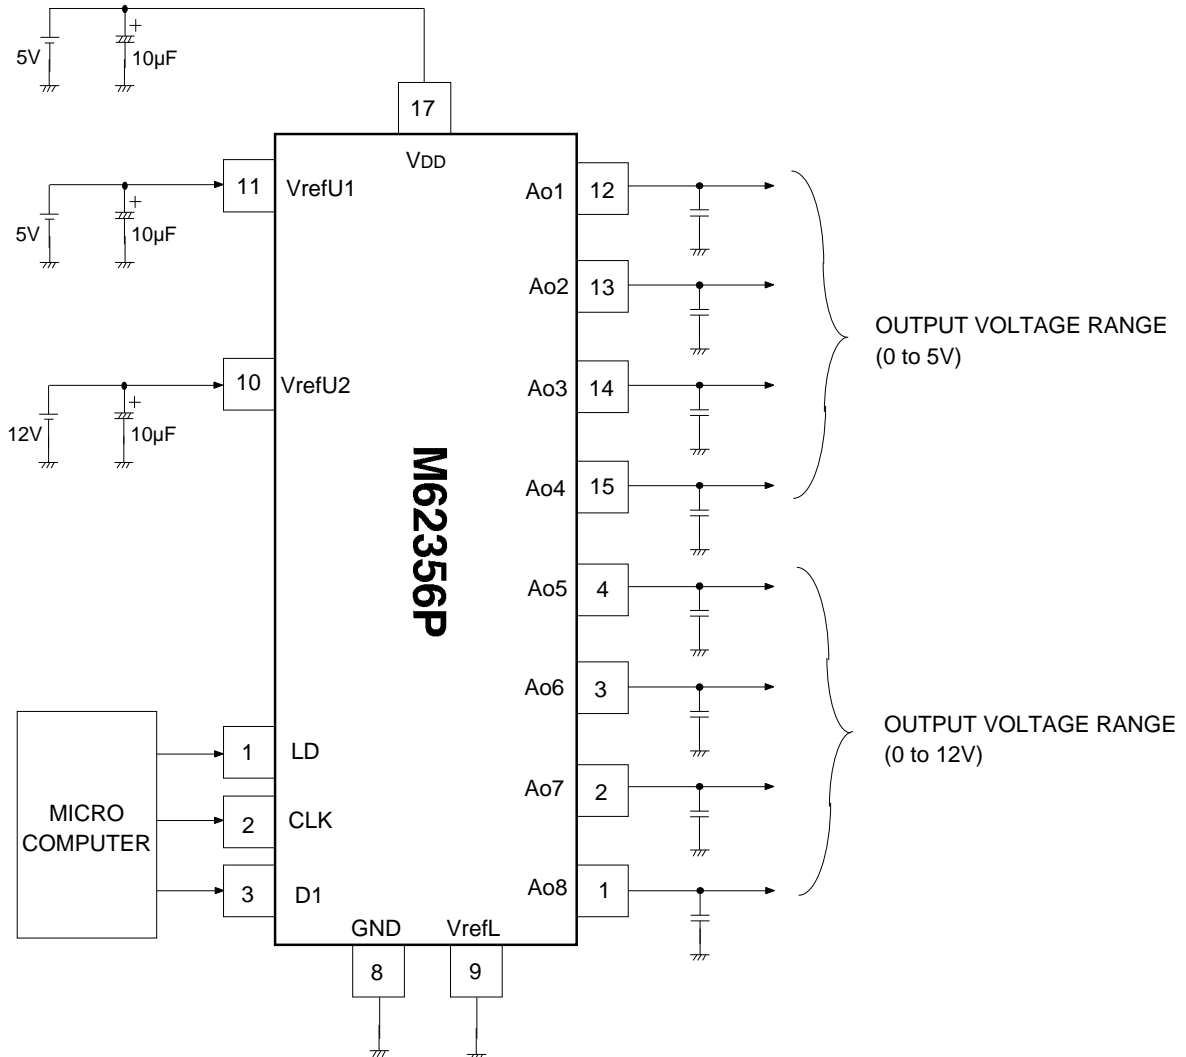 5V
10µF
17
VDD
11
VrefU1
5V
10µF
10
VrefU2
12V
10µF
M62356P
Ao1
12
Ao2
13
Ao3
14
Ao4
15
OUTPUT VOLTAGE RANGE
(0 to 5V)
Ao5
4
Ao6
3
Ao7
2
Ao8
1
OUTPUT VOLTAGE RANGE
(0 to 12V)
MICRO
COMPUTER
1
LD
2
CLK
3
D1
GND
VrefL
8
9